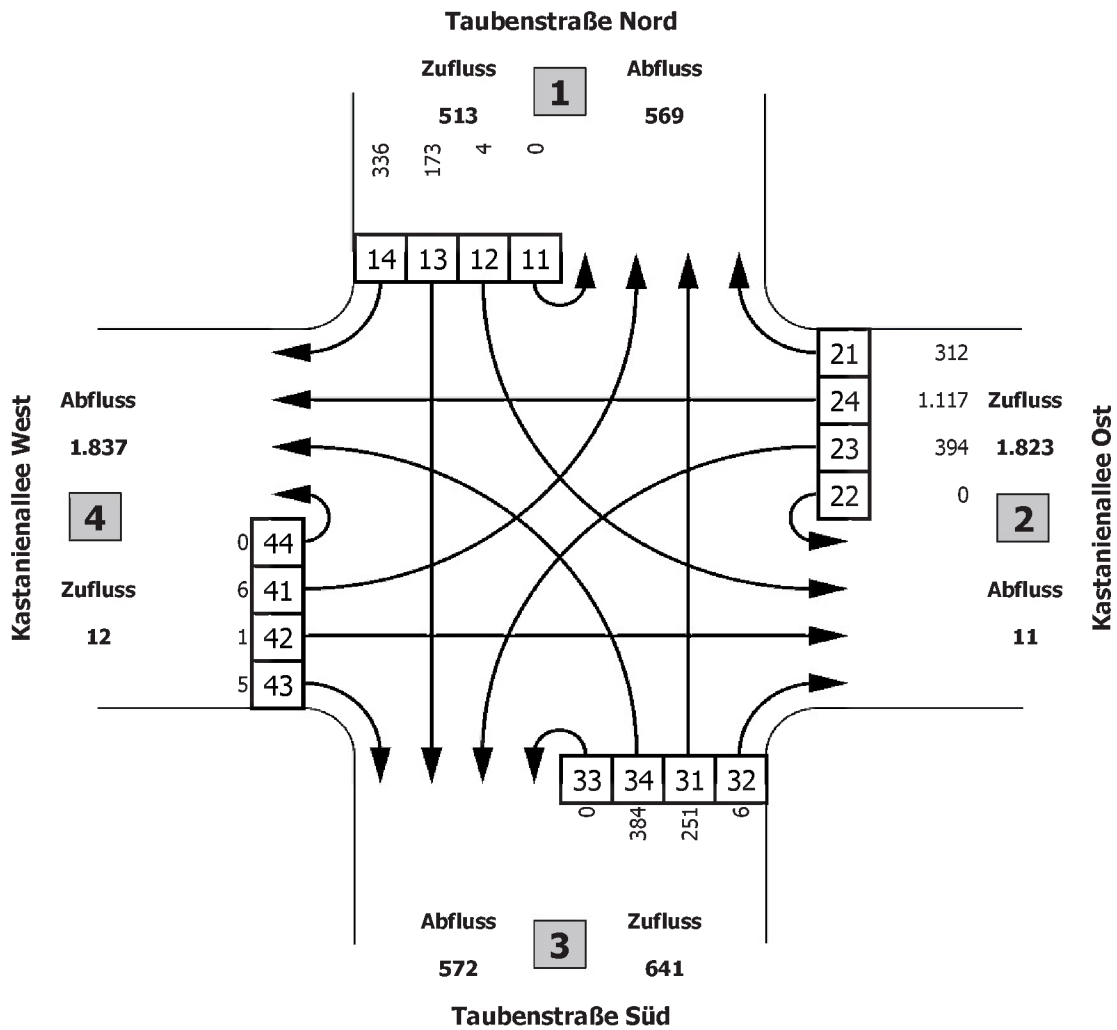 Taubenstraße Nord
Zufluss 1 Abfluss
513 569
336 173 4 0
14 13 12 11
21 312
24 1.117 Zufluss
23 394 1.823
22 0
2
Abfluss
11
Kastanienallee Ost
Kastanienallee West
Abfluss
1.837
4
Zufluss
12
0 44
6 41
1 42
5 43
33 34 31 32
0 384 251 6
Abfluss 3 Zufluss
572 641
Taubenstraße Süd